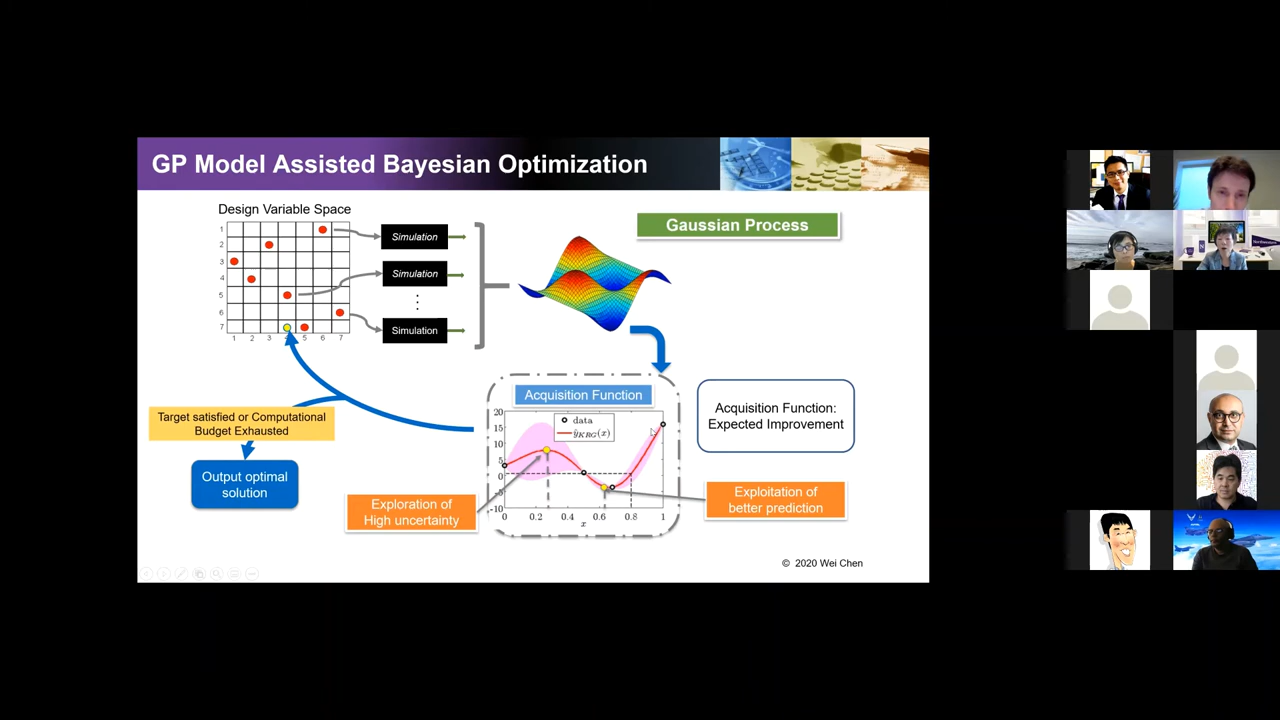 GP Model Assisted Bayesian Optimization
Design Variable Space
1
2
3
4
5
6
7
1 2 3 4 5 6 7
Simulation
Simulation
⋮
Simulation
Gaussian Process
Acquisition Function
20
15
10
5
0
-5
-10
0 0.2 0.4 0.6 0.8 1
x
data
ŷKRG(x)
Acquisition Function:
Expected Improvement
Target satisfied or Computational
Budget Exhausted
Output optimal
solution
Exploration of
High uncertainty
Exploitation of
better prediction
© 2020 Wei Chen
Northwestern